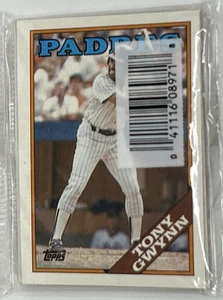 PADRES
0 41116 08971 8
topps
TONY
GWYNN